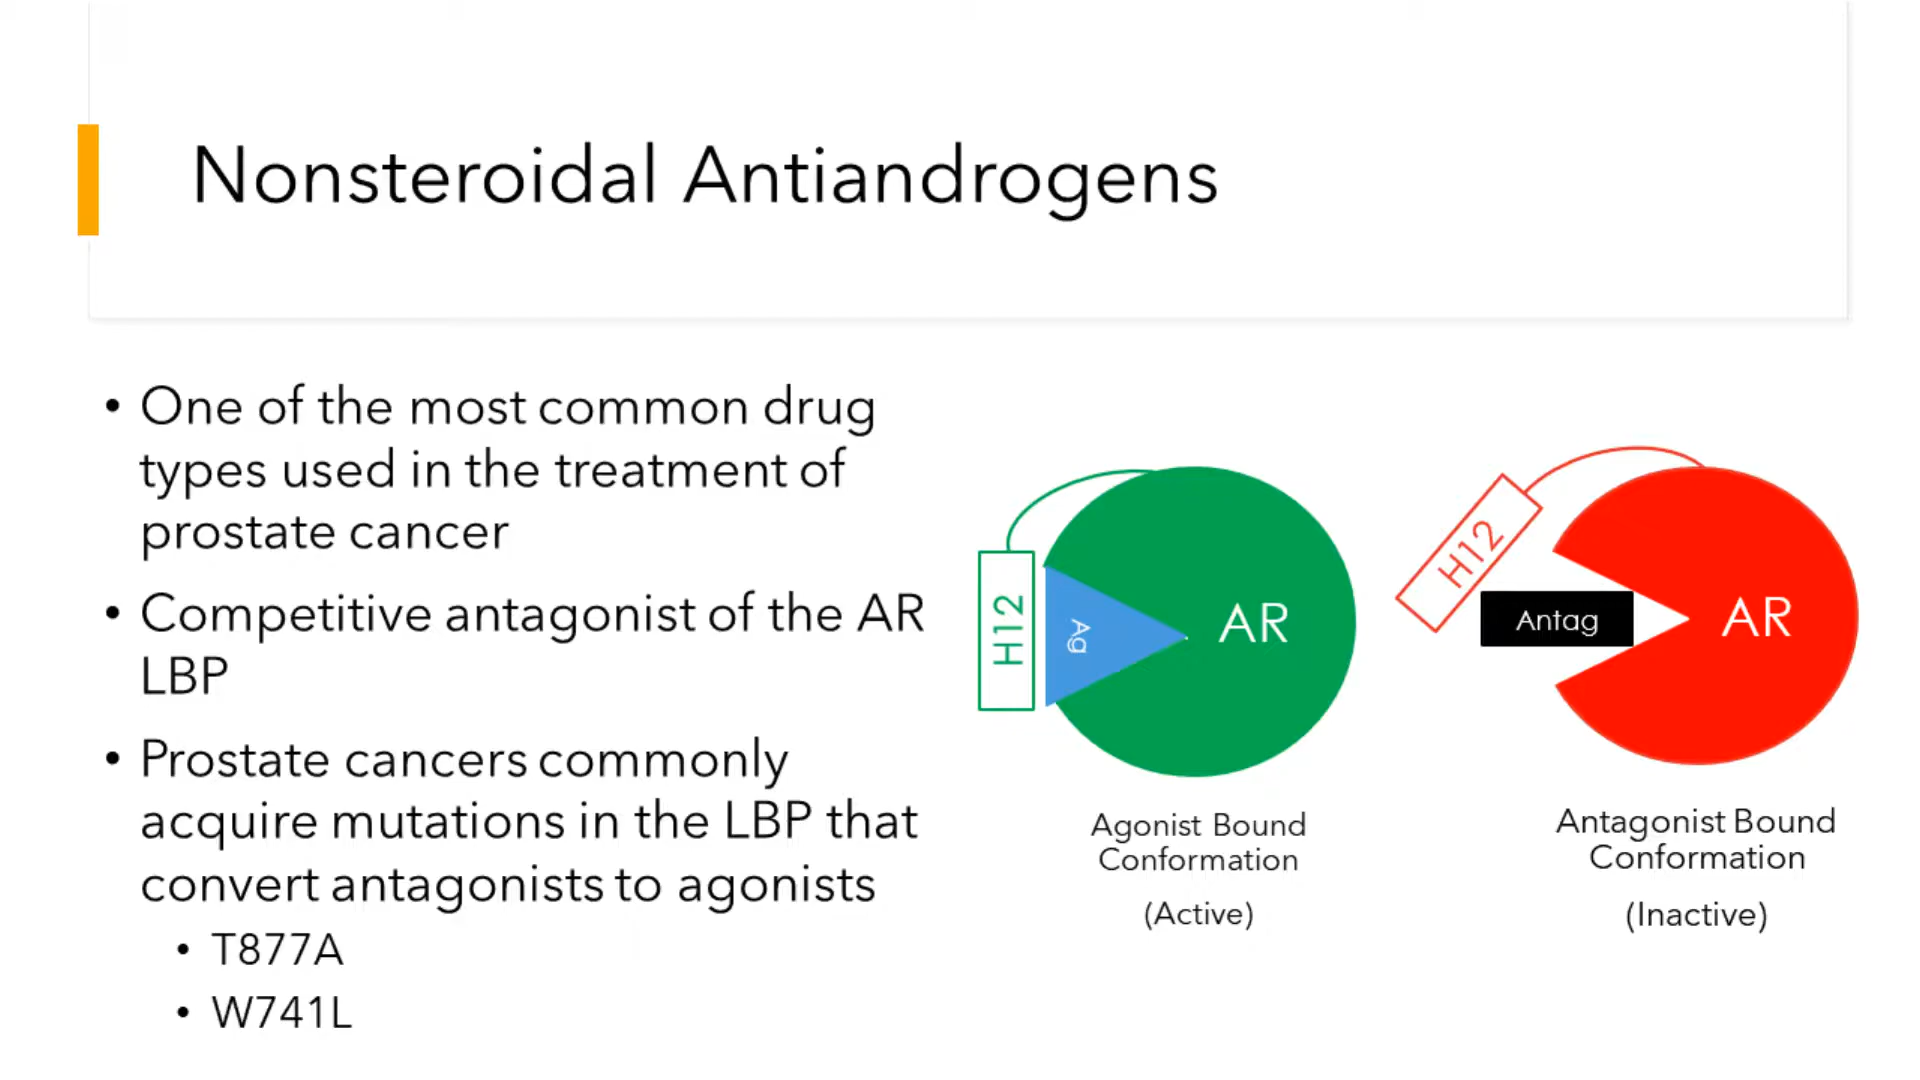 Nonsteroidal Antiandrogens
• One of the most common drug
types used in the treatment of
prostate cancer
• Competitive antagonist of the AR
LBP
• Prostate cancers commonly
acquire mutations in the LBP that
convert antagonists to agonists
• T877A
• W741L
H12
Ag
AR
Agonist Bound
Conformation
(Active)
H12
Antag
AR
Antagonist Bound
Conformation
(Inactive)